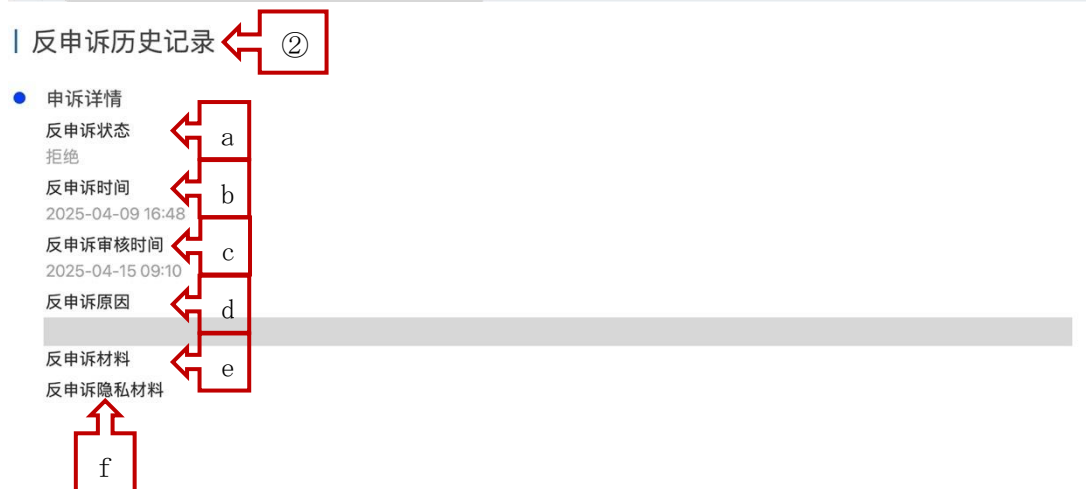 反申诉历史记录 ②
申诉详情
反申诉状态 a
拒绝
反申诉时间 b
2025-04-09 16:48
反申诉审核时间 c
2025-04-15 09:10
反申诉原因 d
反申诉材料 e
反申诉隐私材料
f